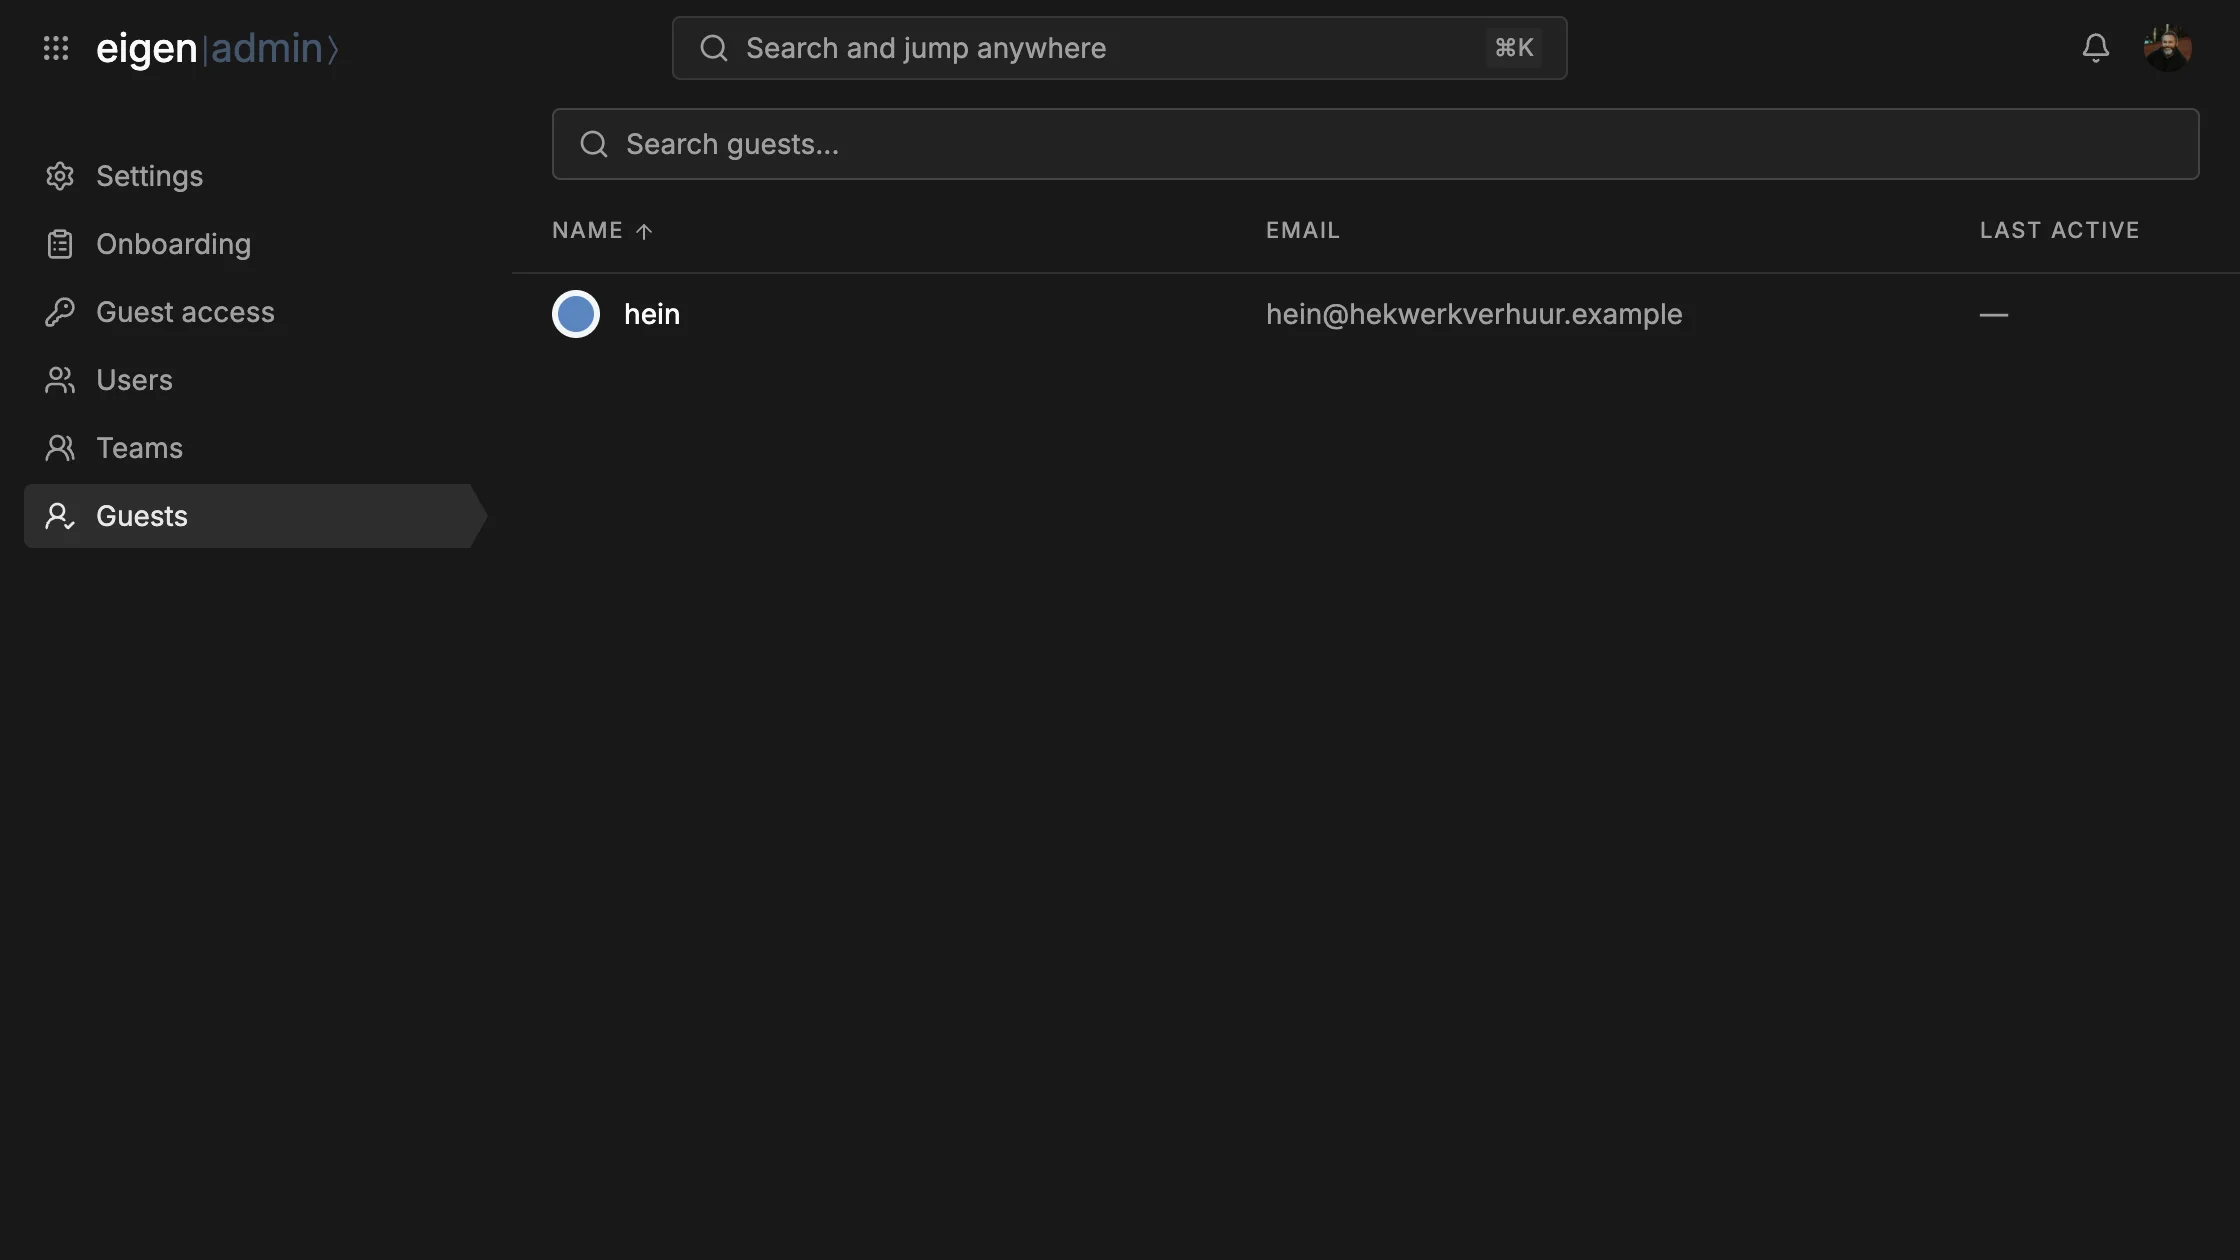 eigen|admin⟩
Search and jump anywhere ⌘K
Settings
Onboarding
Guest access
Users
Teams
Guests
Search guests...
NAME ↑ EMAIL LAST ACTIVE
hein hein@hekwerkverhuur.example —